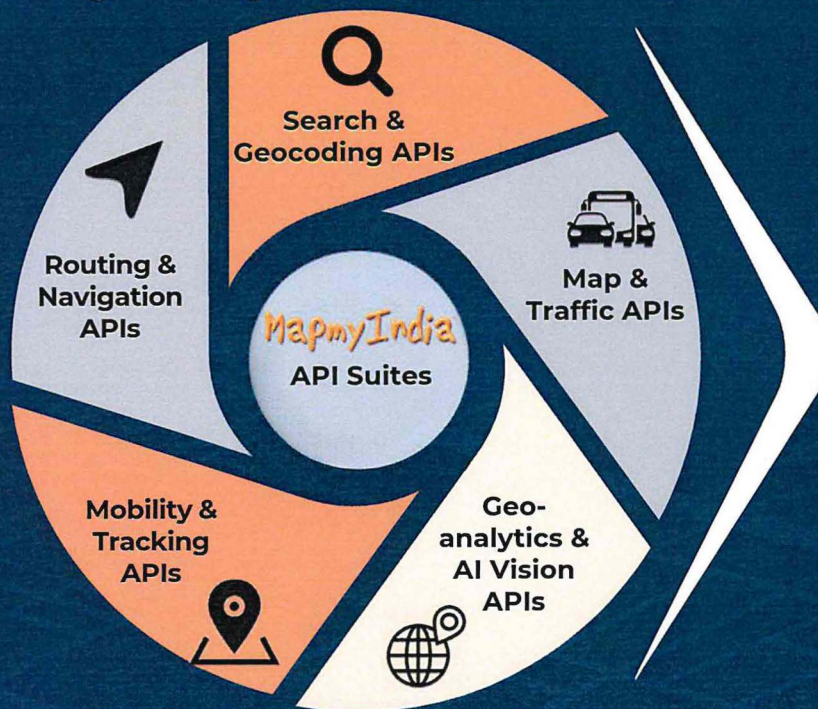 Search &
Geocoding APIs
Map &
Traffic APIs
Geo-
analytics &
AI Vision
APIs
Mobility &
Tracking
APIs
Routing &
Navigation
APIs
MapmyIndia
API Suites